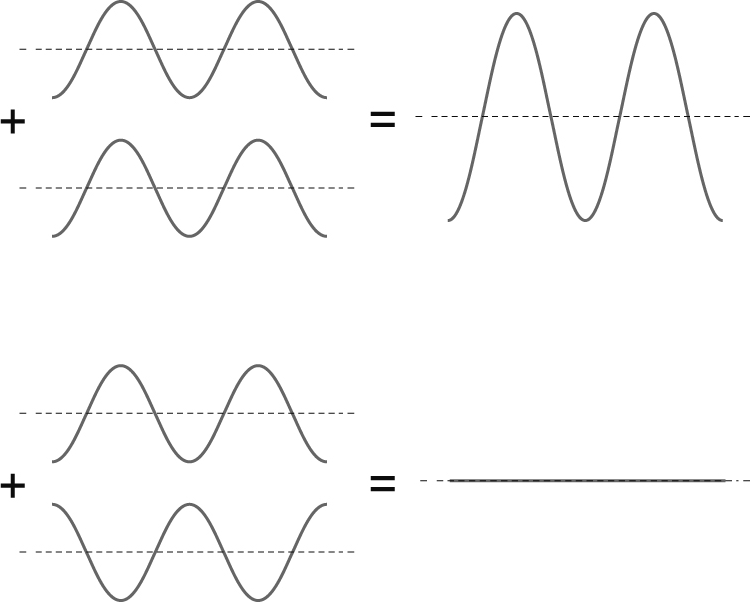 + =
+ =